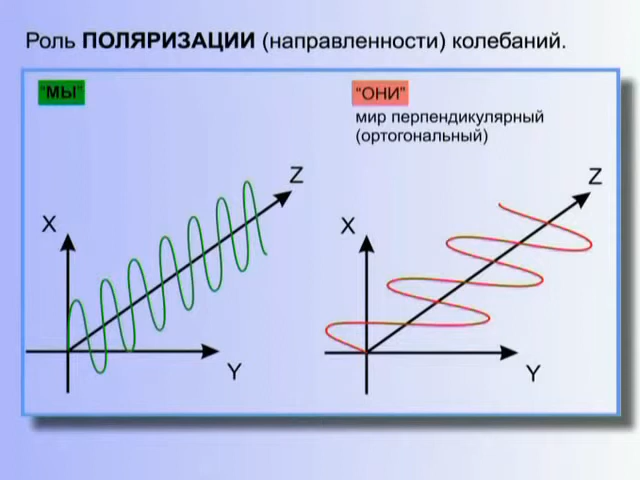 Роль ПОЛЯРИЗАЦИИ (направленности) колебаний.
"МЫ"
"ОНИ"
мир перпендикулярный
(ортогональный)
Z
X
Y
Z
X
Y